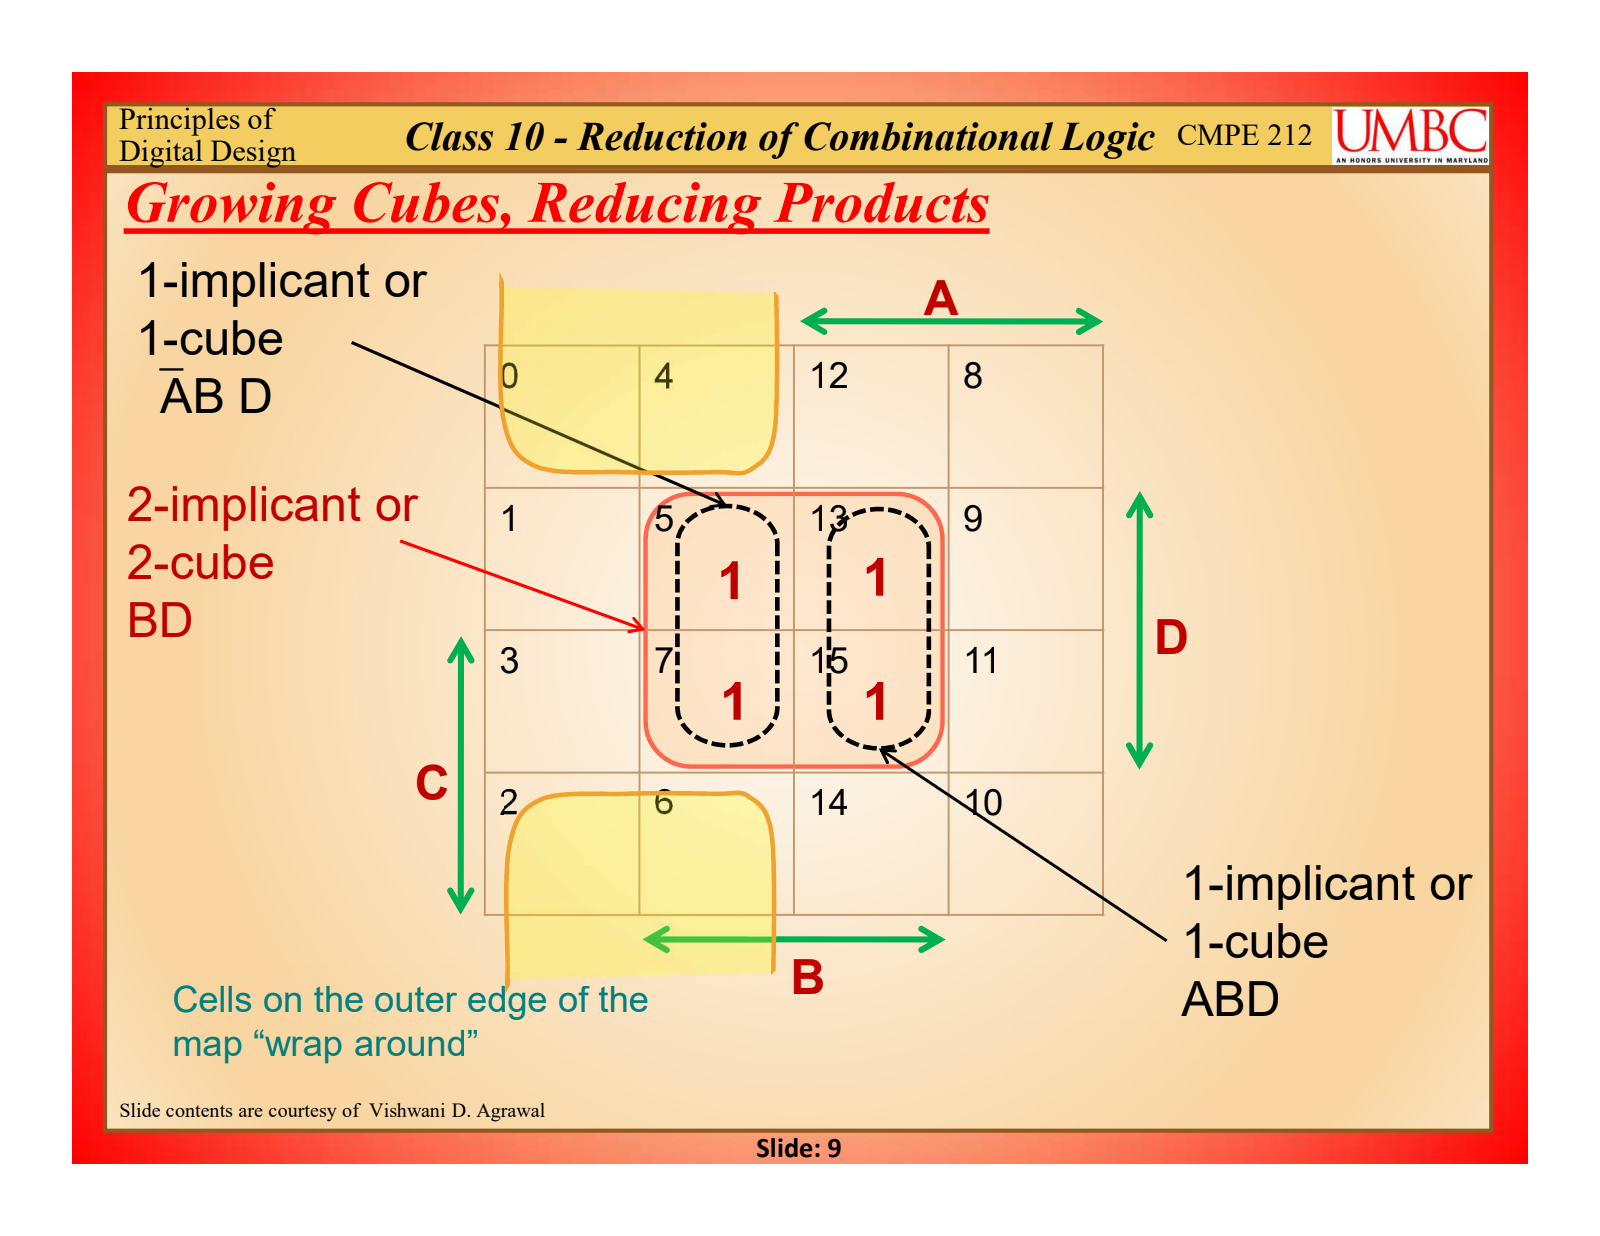 Principles of
Digital Design
Class 10 - Reduction of Combinational Logic
CMPE 212
UMBC
AN HONORS UNIVERSITY IN MARYLAND
Growing Cubes, Reducing Products
1-implicant or
1-cube
A̅B D
A
0 4 12 8
2-implicant or
2-cube
BD
1 5 13 9
1 1
D
3 7 15 11
1 1
C
2 6 14 10
B
1-implicant or
1-cube
ABD
Cells on the outer edge of the
map “wrap around”
Slide contents are courtesy of Vishwani D. Agrawal
Slide: 9